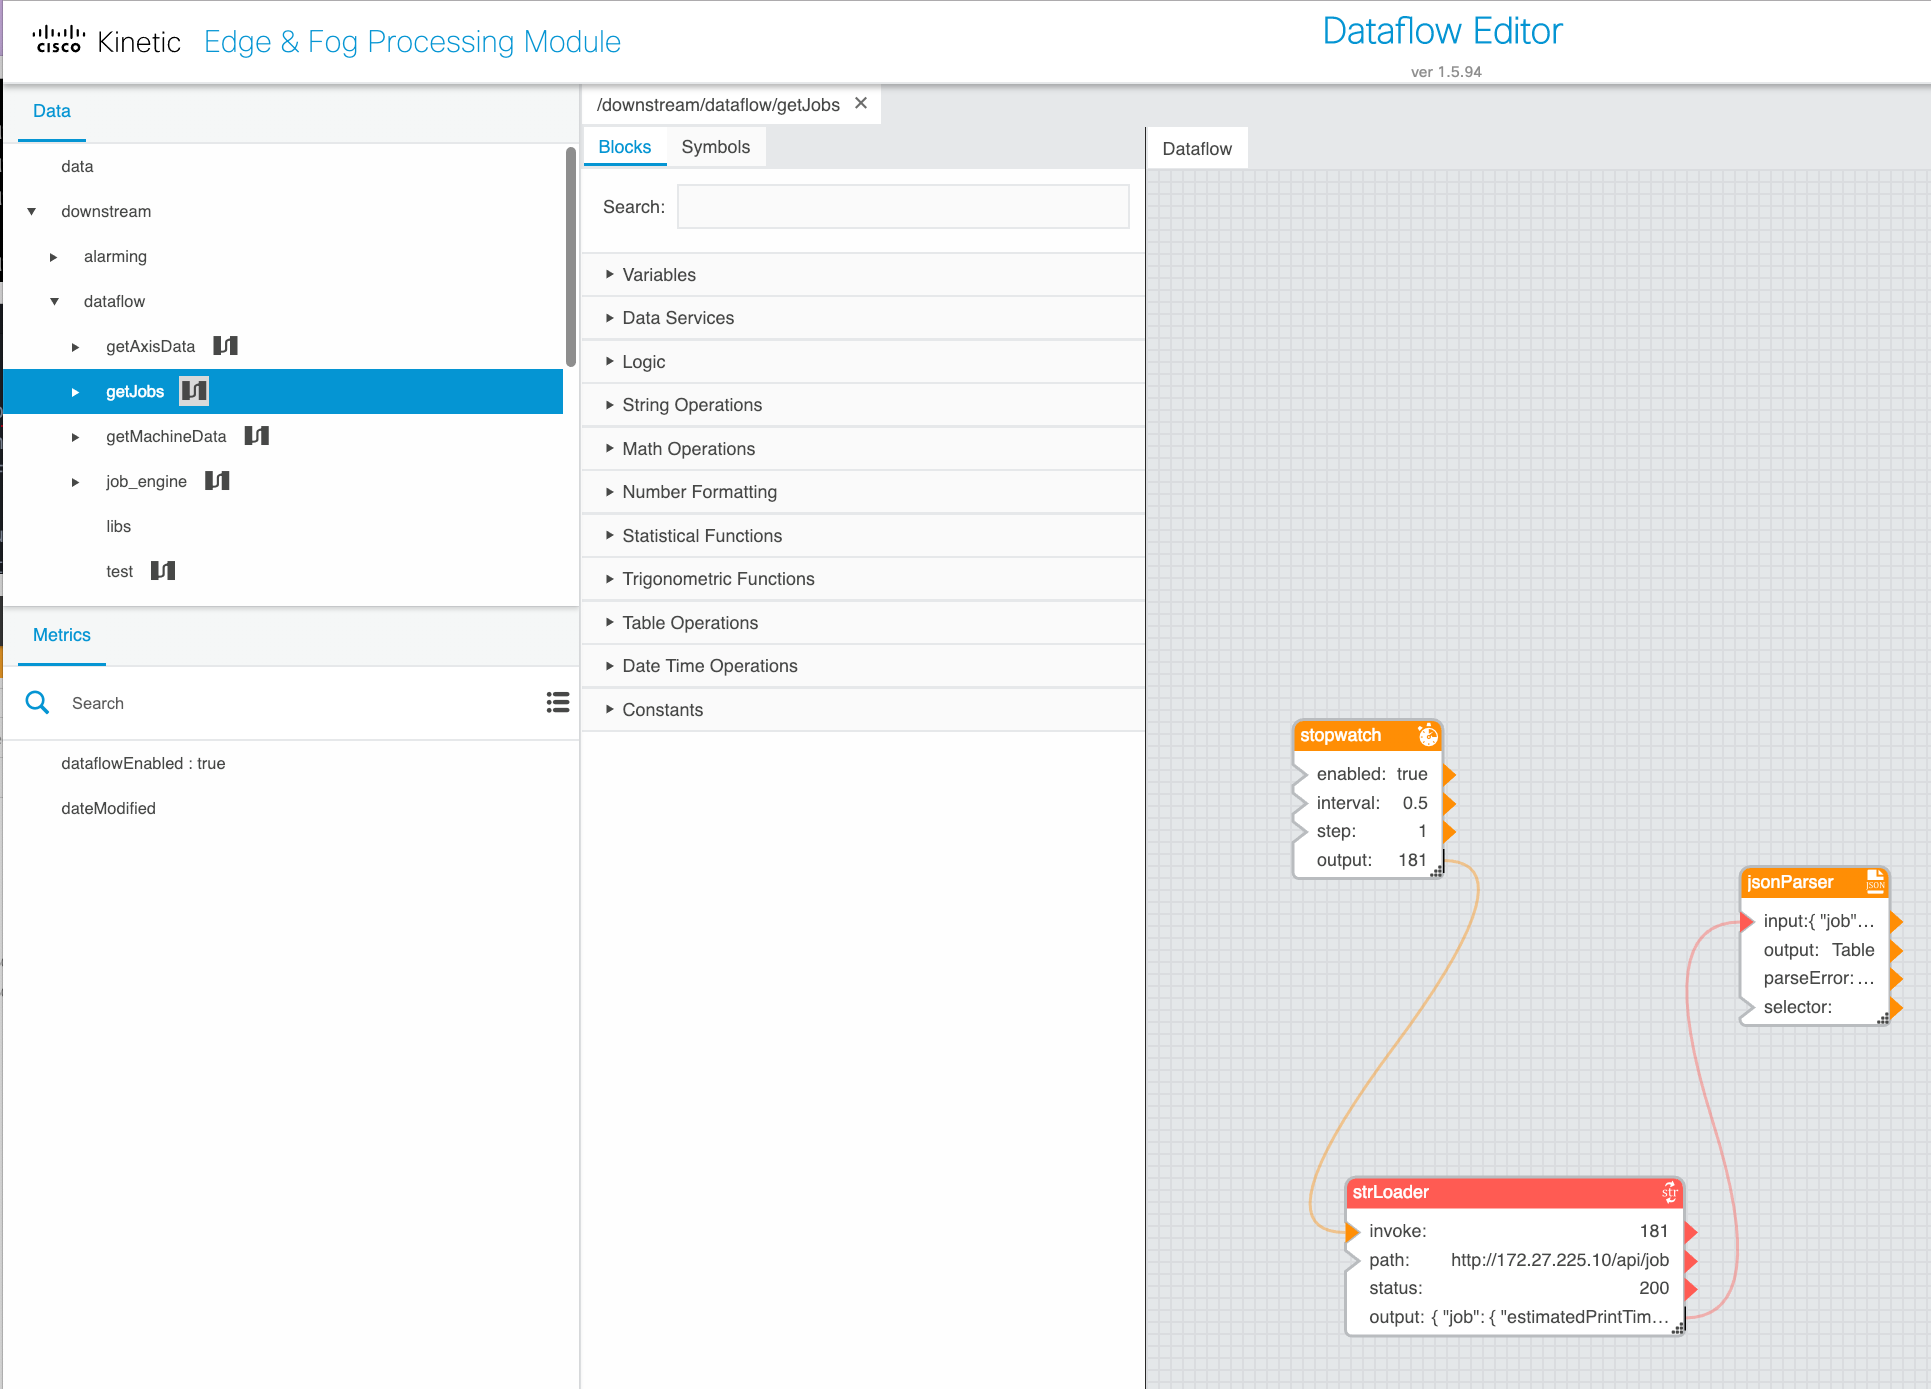 cisco Kinetic Edge & Fog Processing Module
Dataflow Editor
ver 1.5.94
Data
data
downstream
alarming
dataflow
getAxisData
getJobs
getMachineData
job_engine
libs
test
Metrics
Search
dataflowEnabled : true
dateModified
/downstream/dataflow/getJobs
Blocks Symbols
Search:
Variables
Data Services
Logic
String Operations
Math Operations
Number Formatting
Statistical Functions
Trigonometric Functions
Table Operations
Date Time Operations
Constants
Dataflow
stopwatch
enabled: true
interval: 0.5
step: 1
output: 181
jsonParser JSON
input:{ "job"...
output: Table
parseError: ...
selector:
strLoader str
invoke: 181
path: http://172.27.225.10/api/job
status: 200
output: { "job": { "estimatedPrintTim...